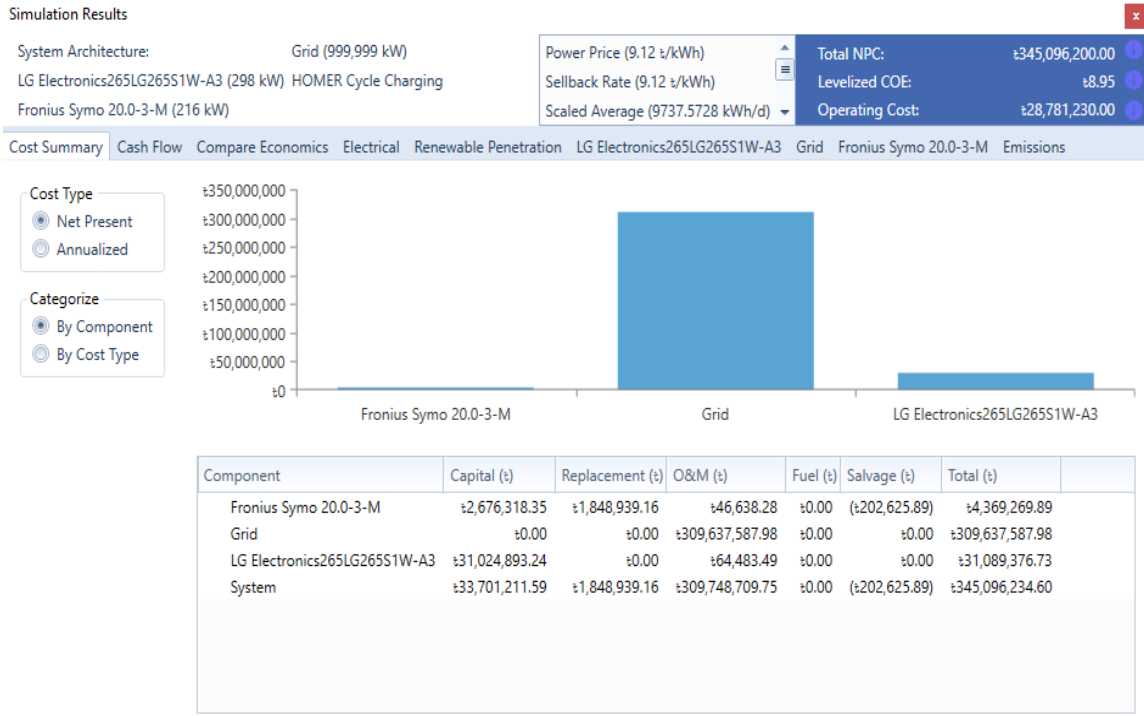 Simulation Results
x
System Architecture:
Grid (999,999 kW)
LG Electronics265LG265S1W-A3 (298 kW)
HOMER Cycle Charging
Fronius Symo 20.0-3-M (216 kW)
Power Price (9.12 ৳/kWh)
Sellback Rate (9.12 ৳/kWh)
Scaled Average (9737.5728 kWh/d)
Total NPC: ৳345,096,200.00
Levelized COE: ৳8.95
Operating Cost: ৳28,781,230.00
Cost Summary Cash Flow Compare Economics Electrical Renewable Penetration LG Electronics265LG265S1W-A3 Grid Fronius Symo 20.0-3-M Emissions
Cost Type
Net Present
Annualized
Categorize
By Component
By Cost Type
৳350,000,000
৳300,000,000
৳250,000,000
৳200,000,000
৳150,000,000
৳100,000,000
৳50,000,000
৳0
Fronius Symo 20.0-3-M Grid LG Electronics265LG265S1W-A3
Component Capital (৳) Replacement (৳) O&M (৳) Fuel (৳) Salvage (৳) Total (৳)
Fronius Symo 20.0-3-M ৳2,676,318.35 ৳1,848,939.16 ৳46,638.28 ৳0.00 (৳202,625.89) ৳4,369,269.89
Grid ৳0.00 ৳0.00 ৳309,637,587.98 ৳0.00 ৳0.00 ৳309,637,587.98
LG Electronics265LG265S1W-A3 ৳31,024,893.24 ৳0.00 ৳64,483.49 ৳0.00 ৳0.00 ৳31,089,376.73
System ৳33,701,211.59 ৳1,848,939.16 ৳309,748,709.75 ৳0.00 (৳202,625.89) ৳345,096,234.60